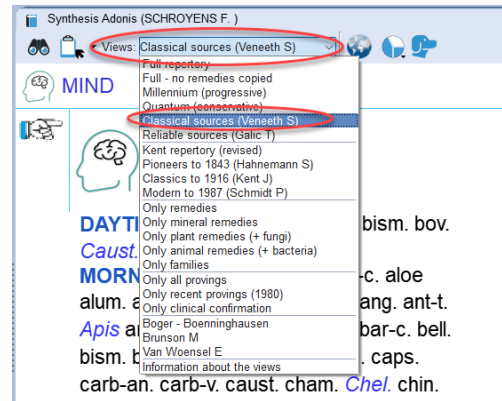 Synthesis Adonis (SCHROYENS F. )
Views: Classical sources (Veneeth S)
MIND
Full repertory
Full - no remedies copied
Millennium (progressive)
Quantum (conservative)
Classical sources (Veneeth S)
Reliable sources (Galic T)
Kent repertory (revised)
Pioneers to 1843 (Hahnemann S)
Classics to 1916 (Kent J)
Modern to 1987 (Schmidt P)
Only remedies
Only mineral remedies
Only plant remedies (+ fungi)
Only animal remedies (+ bacteria)
Only families
Only all provings
Only recent provings (1980)
Only clinical confirmation
Boger - Boenninghausen
Brunson M
Van Woensel E
Information about the views
DAYTI bism. bov.
Caust.
MORN -c. aloe
alum. a ang. ant-t.
Apis ar bar-c. bell.
bism. b . caps.
carb-an. carb-v. caust. cham. Chel. chin.